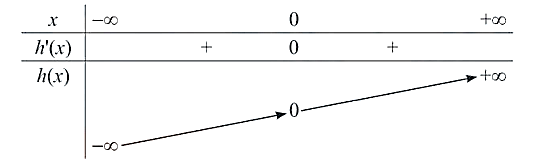 x −∞ 0 +∞
h'(x) + 0 +
h(x) +∞
0
−∞